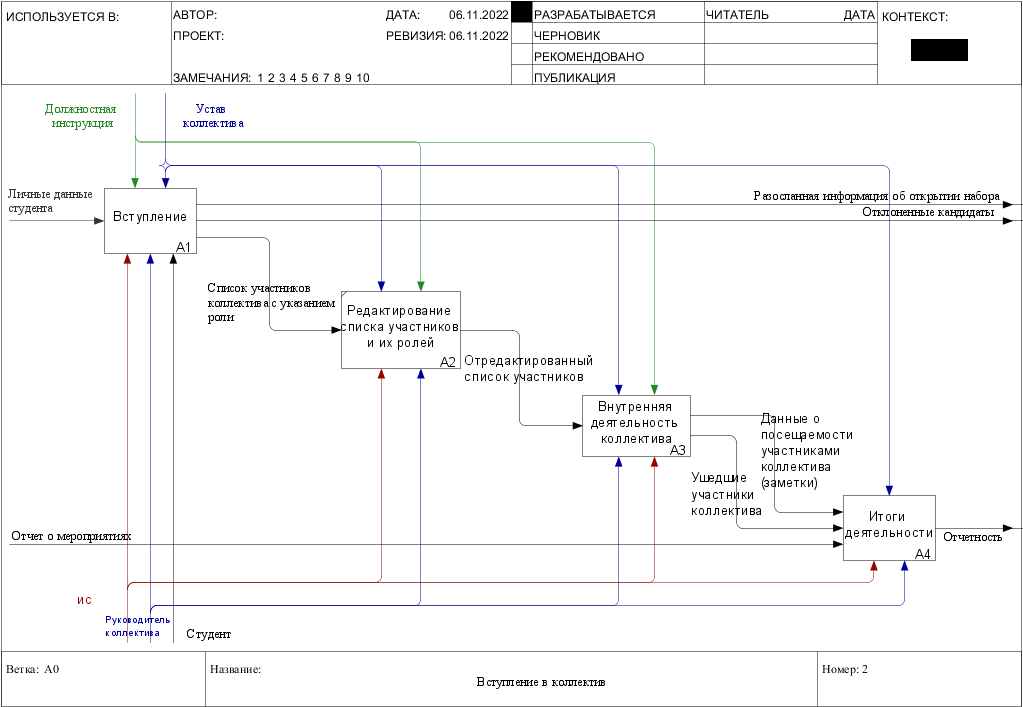 ИСПОЛЬЗУЕТСЯ В:
АВТОР:
ДАТА: 06.11.2022
ПРОЕКТ:
РЕВИЗИЯ: 06.11.2022
ЗАМЕЧАНИЯ: 1 2 3 4 5 6 7 8 9 10
РАЗРАБАТЫВАЕТСЯ
ЧЕРНОВИК
РЕКОМЕНДОВАНО
ПУБЛИКАЦИЯ
ЧИТАТЕЛЬ
ДАТА
КОНТЕКСТ:
Должностная
инструкция
Устав
коллектива
Личные данные
студента
Вступление
A1
Разосланная информация об открытии набора
Отклоненные кандидаты
Список участников
коллектива с указанием
роли
Редактирование
списка участников
и их ролей
A2
Отредактированный
список участников
Внутренняя
деятельность
коллектива
A3
Данные о
посещаемости
участниками
коллектива
(заметки)
Ушедшие
участники
коллектива
Итоги
деятельности
A4
Отчетность
Отчет о мероприятиях
ИС
Руководитель
коллектива
Студент
Ветка: A0
Название:
Вступление в коллектив
Номер: 2